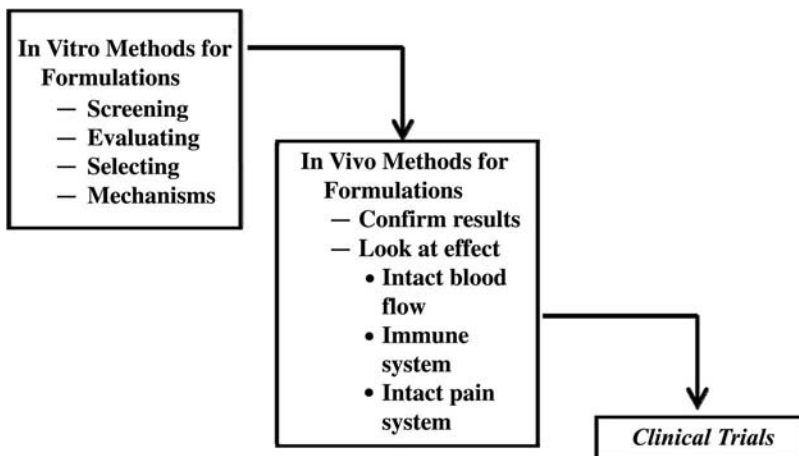 In Vitro Methods for
Formulations
— Screening
— Evaluating
— Selecting
— Mechanisms
In Vivo Methods for
Formulations
— Confirm results
— Look at effect
• Intact blood
flow
• Immune
system
• Intact pain
system
Clinical Trials